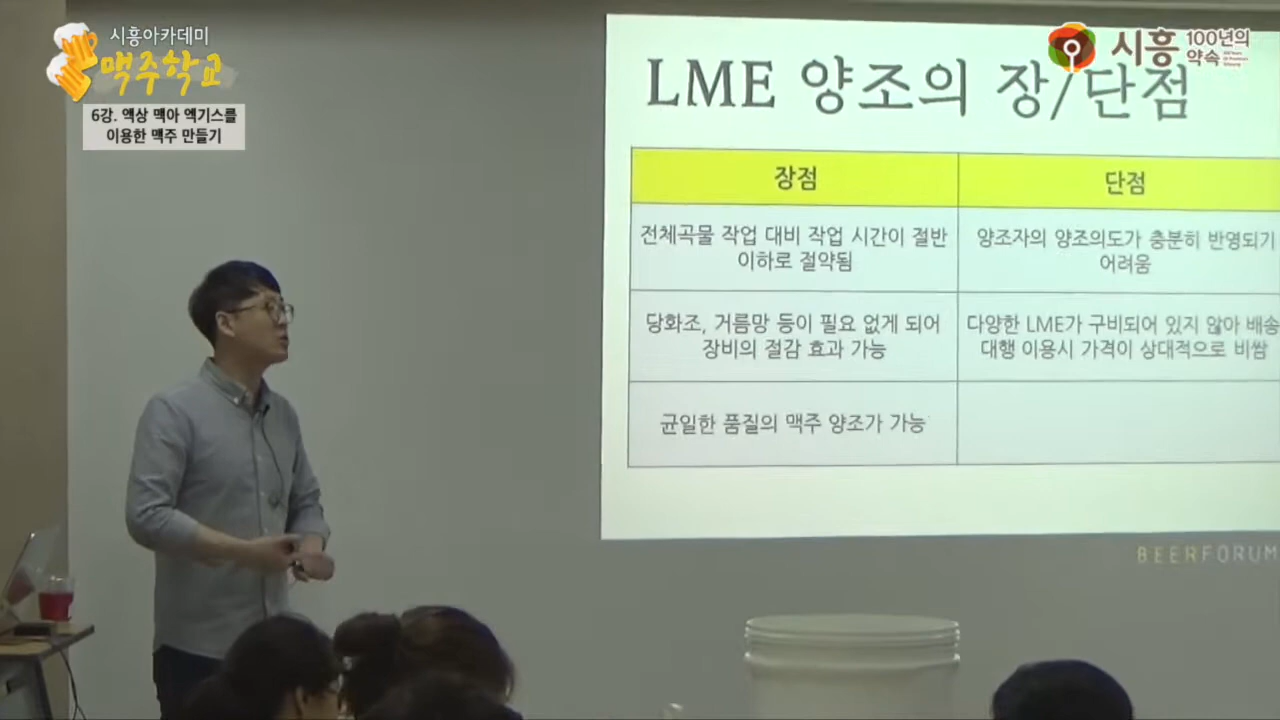 시흥아카데미
맥주학교
6강. 액상 맥아 엑기스를
이용한 맥주 만들기
시흥 100년의
약속
LME 양조의 장/단점
장점
단점
전체곡물 작업 대비 작업 시간이 절반
이하로 절약됨
양조자의 양조의도가 충분히 반영되기
어려움
당화조, 거름망 등이 필요 없게 되어
장비의 절감 효과 가능
다양한 LME가 구비되어 있지 않아 배송
대행 이용시 가격이 상대적으로 비쌈
균일한 품질의 맥주 양조가 가능
BEERFORUM